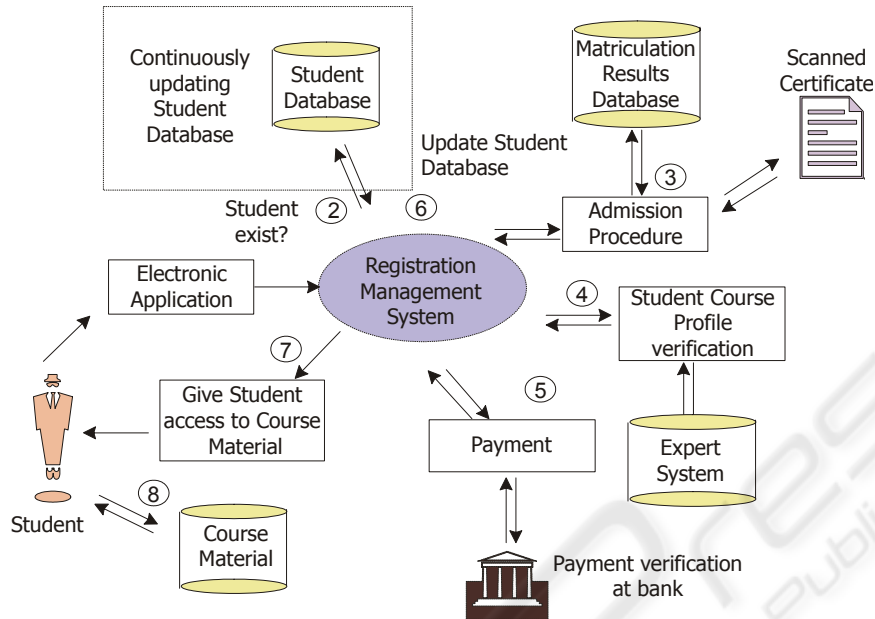 Continuously
updating
Student
Database
Student
Database
Matriculation
Results
Database
Scanned
Certificate
Update Student
Database
Student
exist?
2
6
3
Admission
Procedure
Electronic
Application
Registration
Management
System
4
Student Course
Profile
verification
7
Give Student
access to Course
Material
5
Payment
Expert
System
8
Student
Course
Material
Payment verification
at bank